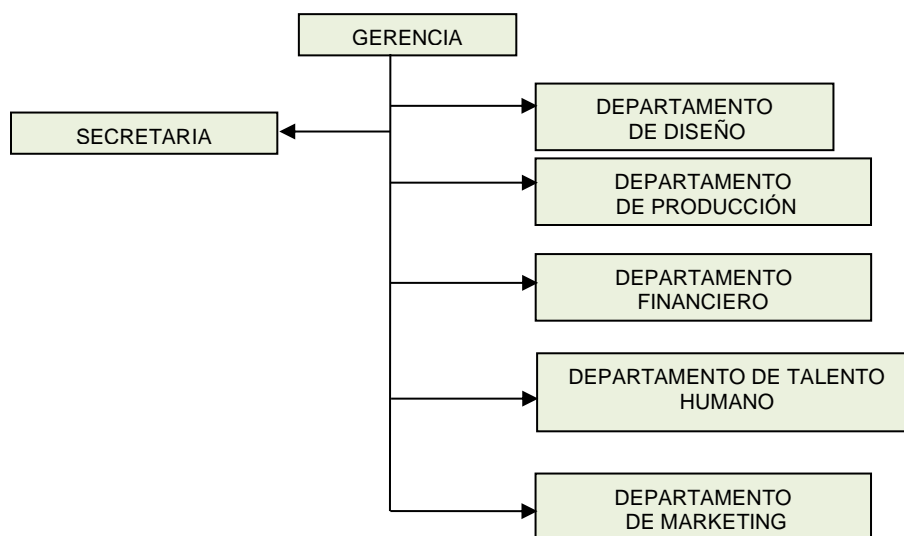 GERENCIA
SECRETARIA
DEPARTAMENTO
DE DISEÑO
DEPARTAMENTO
DE PRODUCCIÓN
DEPARTAMENTO
FINANCIERO
DEPARTAMENTO DE TALENTO
HUMANO
DEPARTAMENTO
DE MARKETING